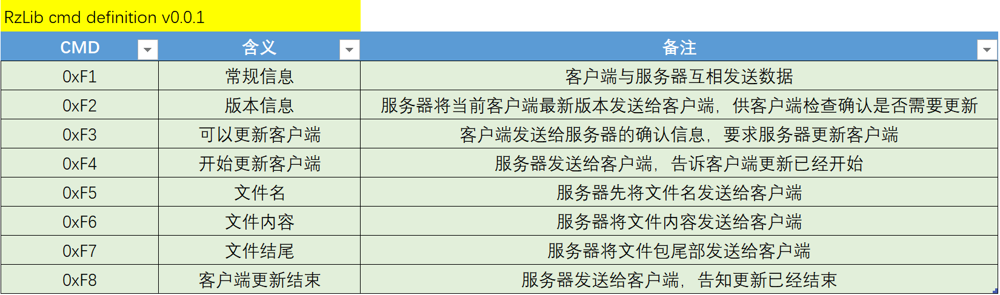 RzLib cmd definition v0.0.1
CMD 含义 备注
0xF1 常规信息 客户端与服务器互相发送数据
0xF2 版本信息 服务器将当前客户端最新版本发送给客户端，供客户端检查确认是否需要更新
0xF3 可以更新客户端 客户端发送给服务器的确认信息，要求服务器更新客户端
0xF4 开始更新客户端 服务器发送给客户端，告诉客户端更新已经开始
0xF5 文件名 服务器先将文件名发送给客户端
0xF6 文件内容 服务器将文件内容发送给客户端
0xF7 文件结尾 服务器将文件包尾部发送给客户端
0xF8 客户端更新结束 服务器发送给客户端，告知更新已经结束